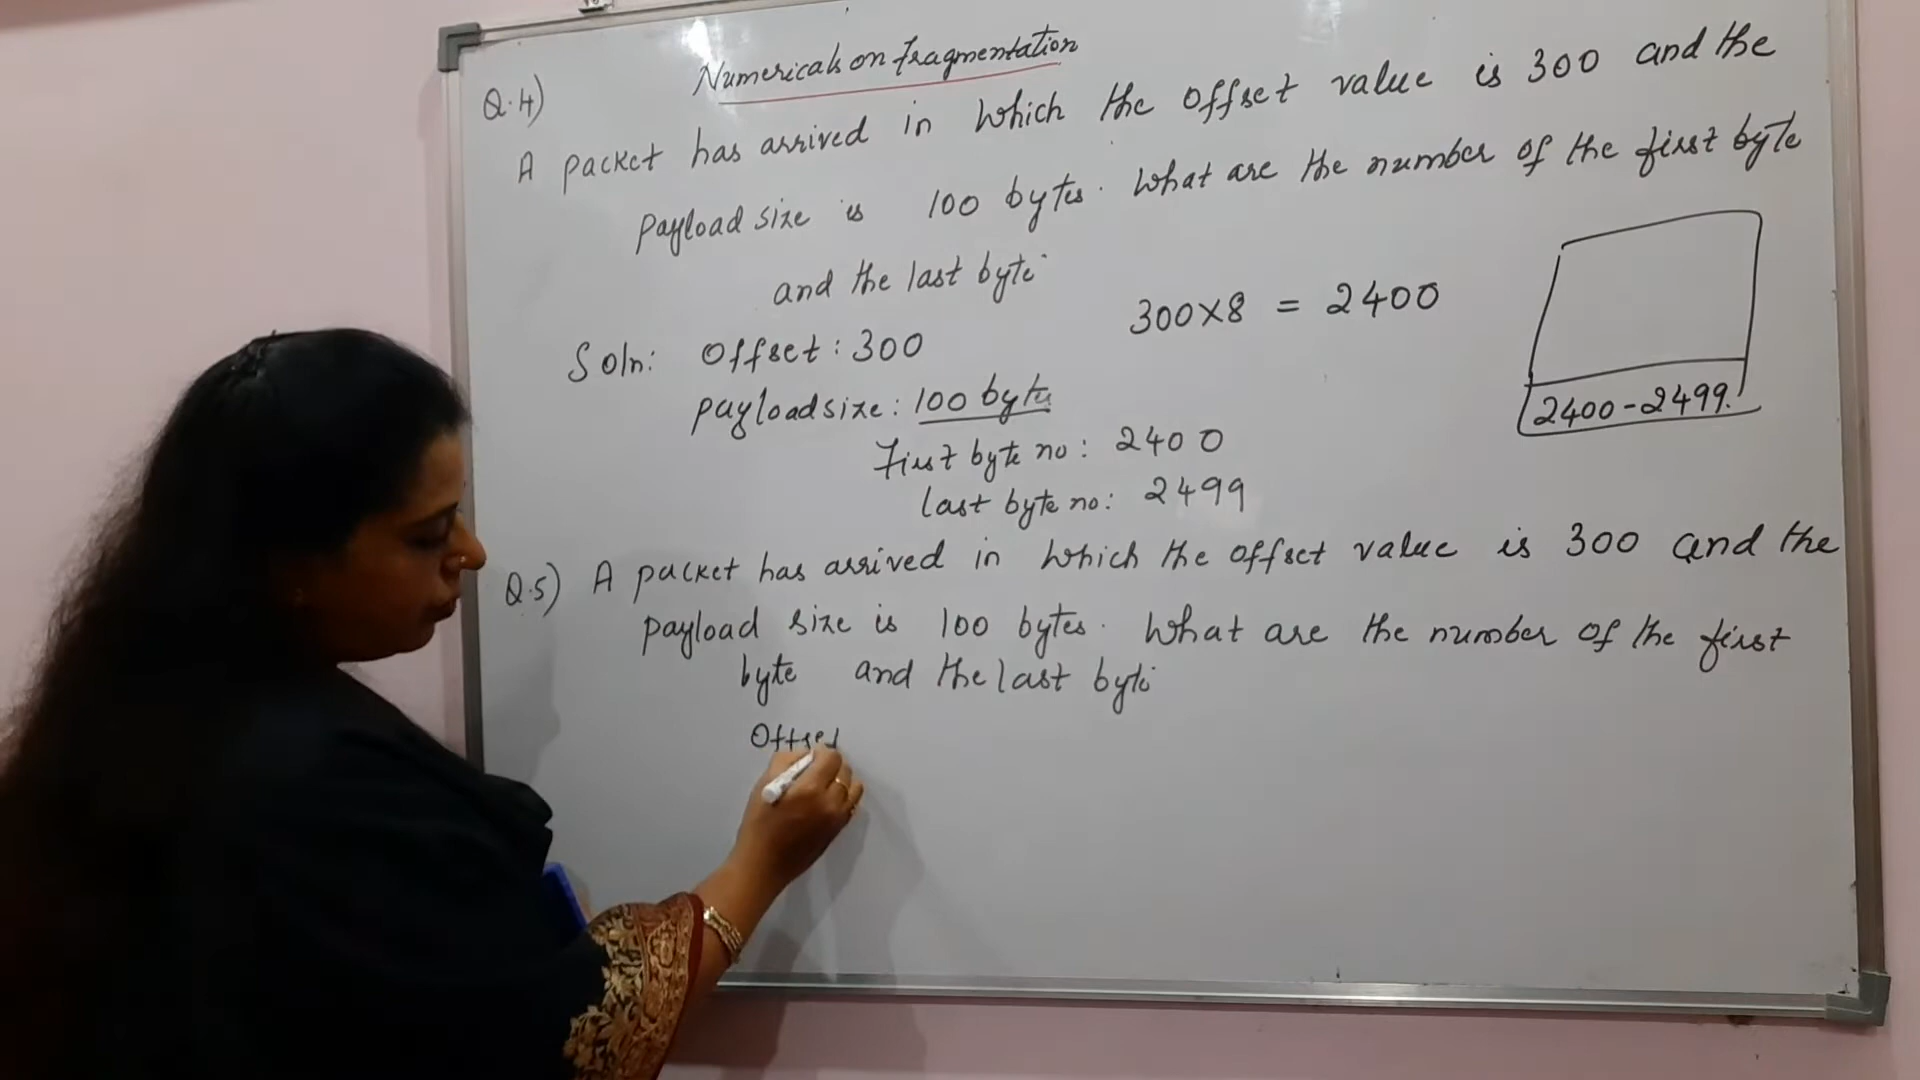 Numericals on fragmentation
Q.4)
A packet has arrived in which the offset value is 300 and the
payload size is 100 bytes. What are the number of the first byte
and the last byte
Soln: Offset: 300
300x8 = 2400
payloadsize: 100 bytes
2400-2499.
First byte no: 2400
last byte no: 2499
Q.5) A packet has arrived in which the offset value is 300 and the
payload size is 100 bytes. What are the number of the first
byte and the last byte
Offset